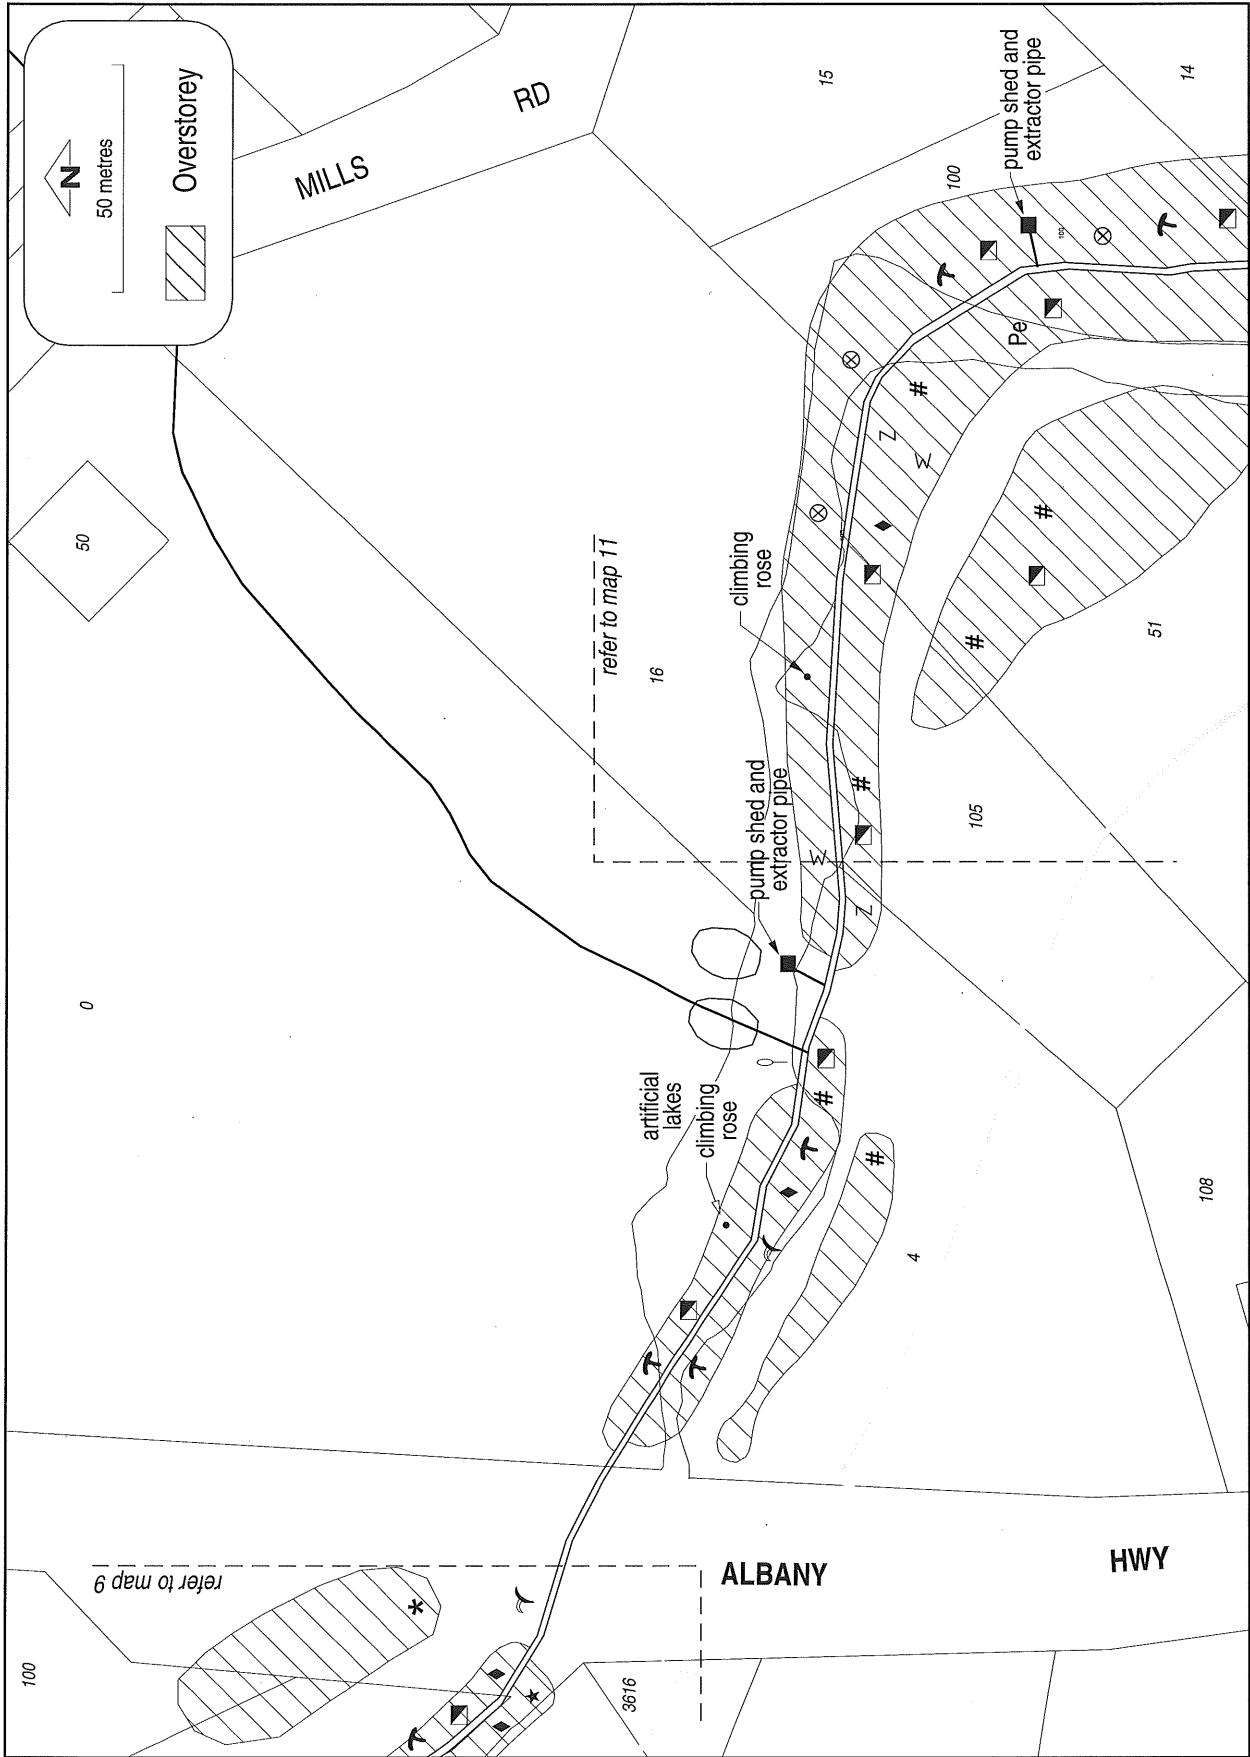 N
50 metres
Overstorey
MILLS
RD
15
14
100
pump shed and
extractor pipe
100
50
refer to map 11
16
climbing
rose
Pe
51
pump shed and
extractor pipe
105
0
artificial
lakes
climbing
rose
4
108
refer to map 9
ALBANY
HWY
100
3616